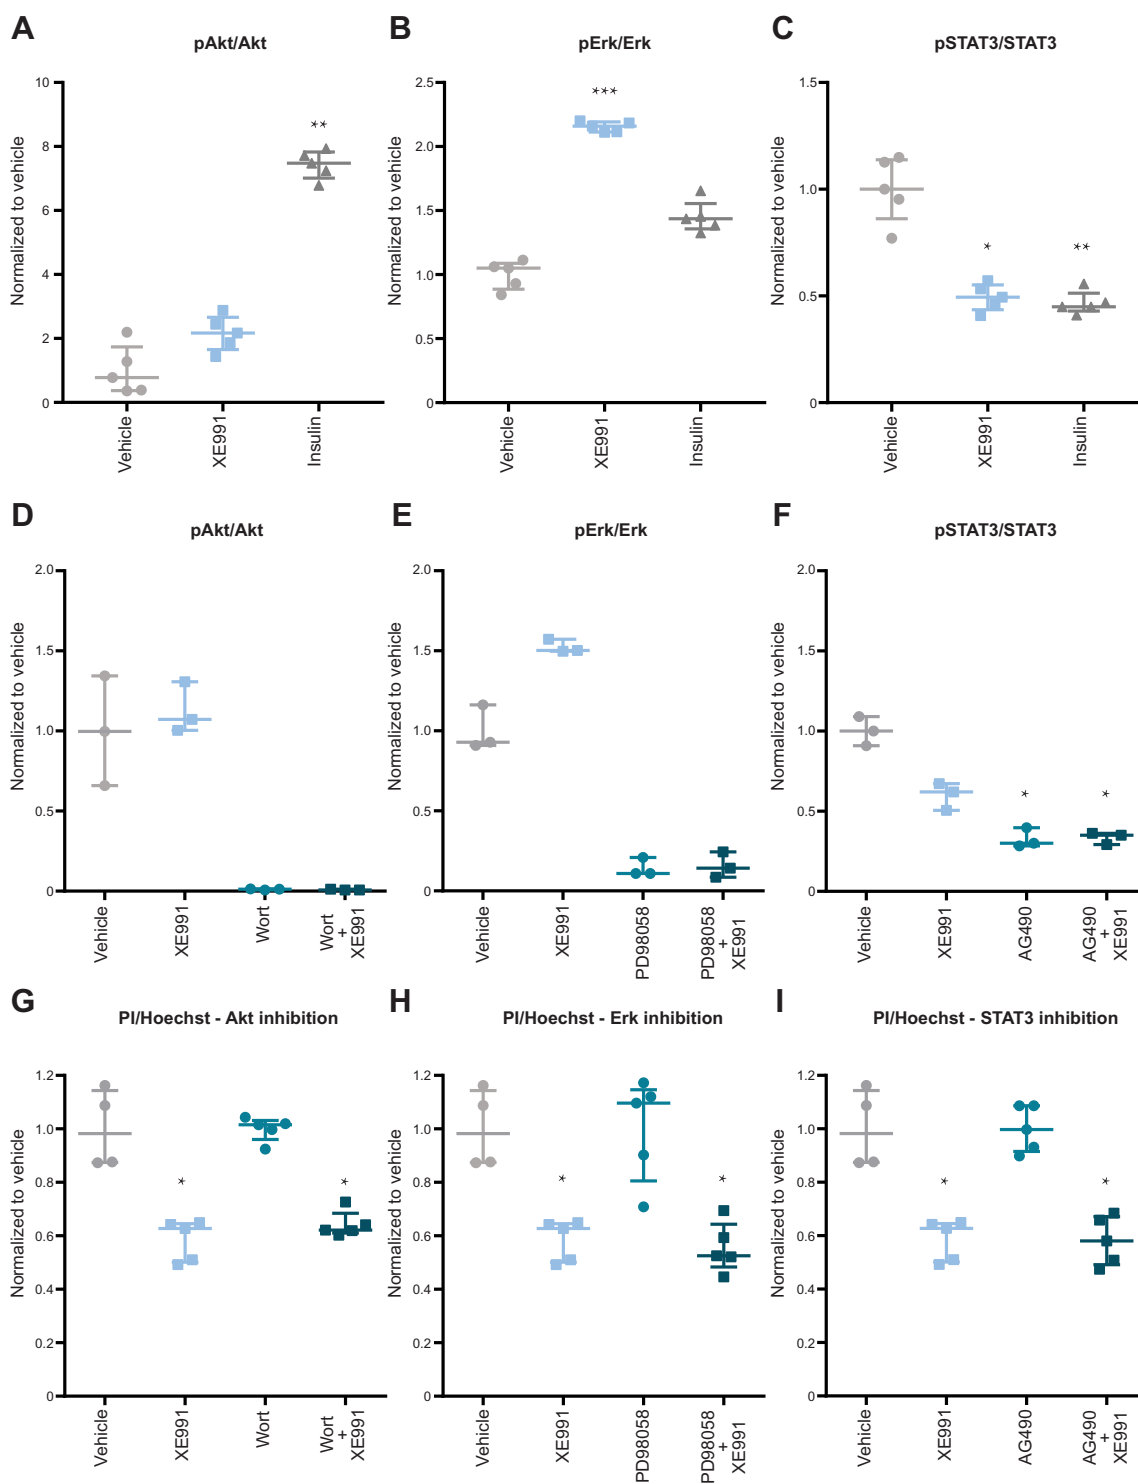 A
pAkt/Akt
Normalized to vehicle
10
8
6
4
2
0
**
Vehicle
XE991
Insulin
B
pErk/Erk
Normalized to vehicle
2.5
2.0
1.5
1.0
0.5
0
***
Vehicle
XE991
Insulin
C
pSTAT3/STAT3
Normalized to vehicle
1.5
1.0
0.5
0
*
**
Vehicle
XE991
Insulin
D
pAkt/Akt
Normalized to vehicle
2.0
1.5
1.0
0.5
0
Vehicle
XE991
Wort
Wort
+
XE991
E
pErk/Erk
Normalized to vehicle
2.0
1.5
1.0
0.5
0
Vehicle
XE991
PD98058
PD98058
+
XE991
F
pSTAT3/STAT3
Normalized to vehicle
2.0
1.5
1.0
0.5
0
*
*
Vehicle
XE991
AG490
AG490
+
XE991
G
PI/Hoechst - Akt inhibition
Normalized to vehicle
1.2
1.0
0.8
0.6
0.4
0.2
0
*
*
Vehicle
XE991
Wort
Wort
+
XE991
H
PI/Hoechst - Erk inhibition
Normalized to vehicle
1.2
1.0
0.8
0.6
0.4
0.2
0
*
*
Vehicle
XE991
PD98058
PD98058
+
XE991
I
PI/Hoechst - STAT3 inhibition
Normalized to vehicle
1.2
1.0
0.8
0.6
0.4
0.2
0
*
*
Vehicle
XE991
AG490
AG490
+
XE991